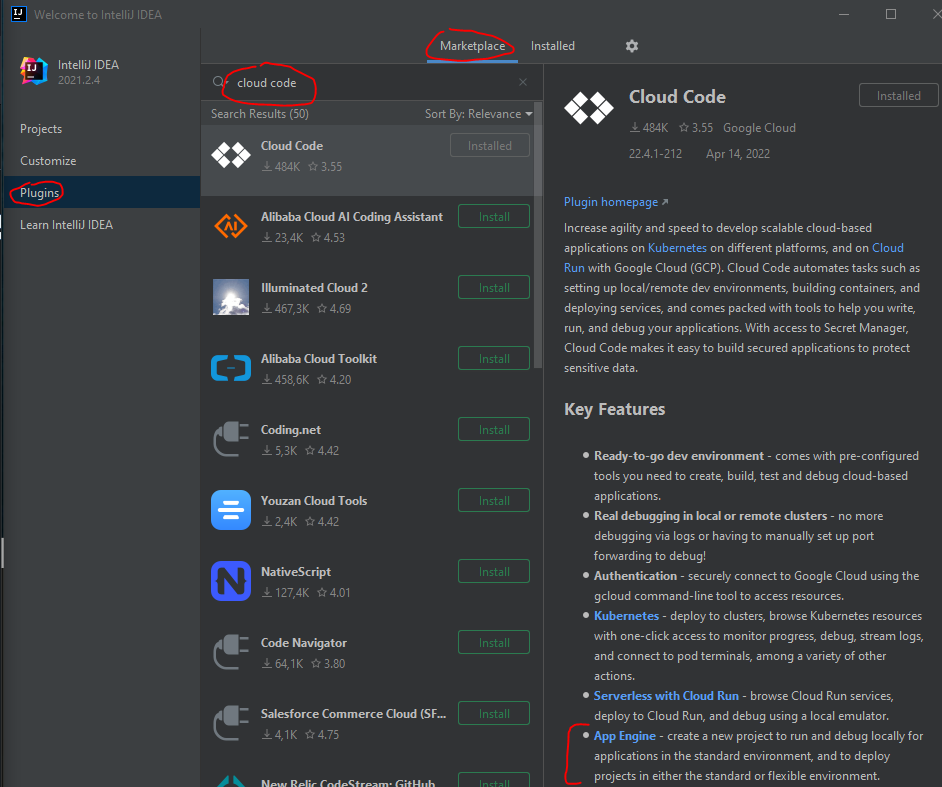 Welcome to IntelliJ IDEA
IntelliJ IDEA
2021.2.4
Projects
Customize
Plugins
Learn IntelliJ IDEA
Marketplace
Installed
cloud code
Search Results (50)
Sort By: Relevance
Cloud Code
484K 3.55
Installed
Alibaba Cloud AI Coding Assistant
23,4K 4.53
Install
Illuminated Cloud 2
467,3K 4.69
Install
Alibaba Cloud Toolkit
458,6K 4.20
Install
Coding.net
5,3K 4.42
Install
Youzan Cloud Tools
2,4K 4.42
Install
NativeScript
127,4K 4.01
Install
Code Navigator
64,1K 3.80
Install
Salesforce Commerce Cloud (SF...
4,1K 4.75
Install
New Relic CodeStream: GitHub,
Install
Cloud Code
Installed
484K 3.55 Google Cloud
22.4.1-212 Apr 14, 2022
Plugin homepage
Increase agility and speed to develop scalable cloud-based
applications on Kubernetes on different platforms, and on Cloud
Run with Google Cloud (GCP). Cloud Code automates tasks such as
setting up local/remote dev environments, building containers, and
deploying services, and comes packed with tools to help you write,
run, and debug your applications. With access to Secret Manager,
Cloud Code makes it easy to build secured applications to protect
sensitive data.
Key Features
Ready-to-go dev environment - comes with pre-configured
tools you need to create, build, test and debug cloud-based
applications.
Real debugging in local or remote clusters - no more
debugging via logs or having to manually set up port
forwarding to debug!
Authentication - securely connect to Google Cloud using the
gcloud command-line tool to access resources.
Kubernetes - deploy to clusters, browse Kubernetes resources
with one-click access to monitor progress, debug, stream logs,
and connect to pod terminals, among a variety of other
actions.
Serverless with Cloud Run - browse Cloud Run services,
deploy to Cloud Run, and debug using a local emulator.
App Engine - create a new project to run and debug locally for
applications in the standard environment, and to deploy
projects in either the standard or flexible environment.